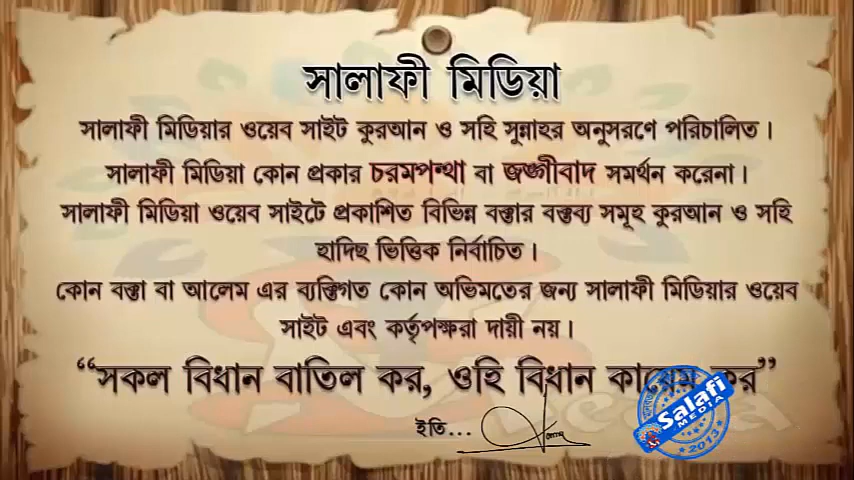 সালাফী মিডিয়া
সালাফী মিডিয়ার ওয়েব সাইট কুরআন ও সহি সুন্নাহর অনুসরণে পরিচালিত।
সালাফী মিডিয়া কোন প্রকার চরমপন্থা বা জঙ্গীবাদ সমর্থন করেনা।
সালাফী মিডিয়া ওয়েব সাইটে প্রকাশিত বিভিন্ন বক্তার বক্তব্য সমূহ কুরআন ও সহি
হাদিছ ভিত্তিক নির্বাচিত।
কোন বক্তা বা আলেম এর ব্যক্তিগত কোন অভিমতের জন্য সালাফী মিডিয়ার ওয়েব
সাইট এবং কর্তৃপক্ষরা দায়ী নয়।
“সকল বিধান বাতিল কর, ওহি বিধান কায়েম কর”
ইতি...
Salafi
MEDIA
2013